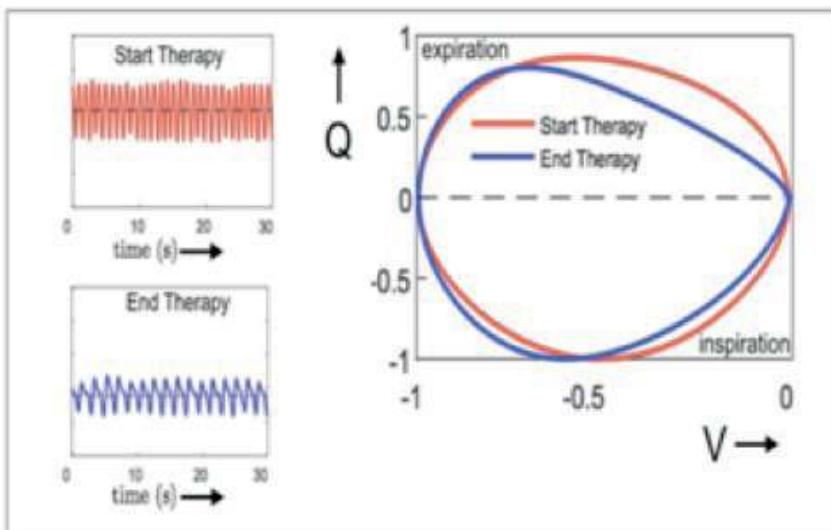 Start Therapy
0 10 20 30
time (s)
End Therapy
0 10 20 30
time (s)
Q
1
0.5
0
-0.5
-1
expiration
Start Therapy
End Therapy
0
inspiration
-1 -0.5 0
V